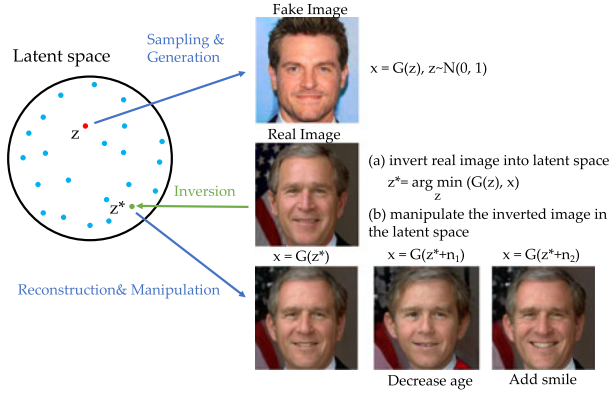 Fake Image
Sampling &
Generation
Latent space
x = G(z), z~N(0, 1)
z
Real Image
(a) invert real image into latent space
z*= arg min (G(z), x)
z
Inversion
z*
(b) manipulate the inverted image in
the latent space
x = G(z*)
x = G(z*+n₁)
x = G(z*+n₂)
Reconstruction& Manipulation
Decrease age
Add smile